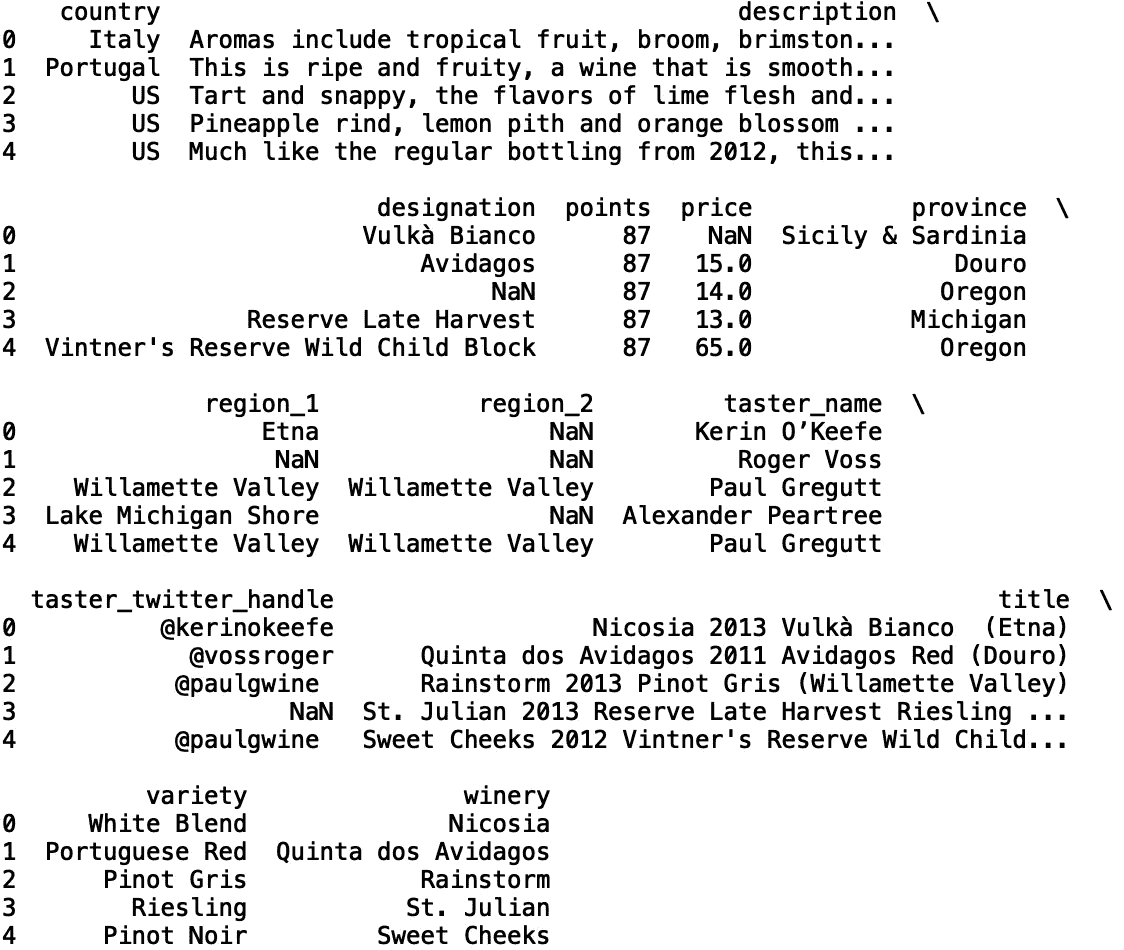 country description \
0 Italy Aromas include tropical fruit, broom, brimston...
1 Portugal This is ripe and fruity, a wine that is smooth...
2 US Tart and snappy, the flavors of lime flesh and...
3 US Pineapple rind, lemon pith and orange blossom ...
4 US Much like the regular bottling from 2012, this...
designation points price province \
0 Vulkà Bianco 87 NaN Sicily & Sardinia
1 Avidagos 87 15.0 Douro
2 NaN 87 14.0 Oregon
3 Reserve Late Harvest 87 13.0 Michigan
4 Vintner's Reserve Wild Child Block 87 65.0 Oregon
region_1 region_2 taster_name \
0 Etna NaN Kerin O’Keefe
1 NaN NaN Roger Voss
2 Willamette Valley Willamette Valley Paul Gregutt
3 Lake Michigan Shore NaN Alexander Peartree
4 Willamette Valley Willamette Valley Paul Gregutt
taster_twitter_handle title \
0 @kerinokeefe Nicosia 2013 Vulkà Bianco (Etna)
1 @vossroger Quinta dos Avidagos 2011 Avidagos Red (Douro)
2 @paulgwine Rainstorm 2013 Pinot Gris (Willamette Valley)
3 NaN St. Julian 2013 Reserve Late Harvest Riesling ...
4 @paulgwine Sweet Cheeks 2012 Vintner's Reserve Wild Child...
variety winery
0 White Blend Nicosia
1 Portuguese Red Quinta dos Avidagos
2 Pinot Gris Rainstorm
3 Riesling St. Julian
4 Pinot Noir Sweet Cheeks